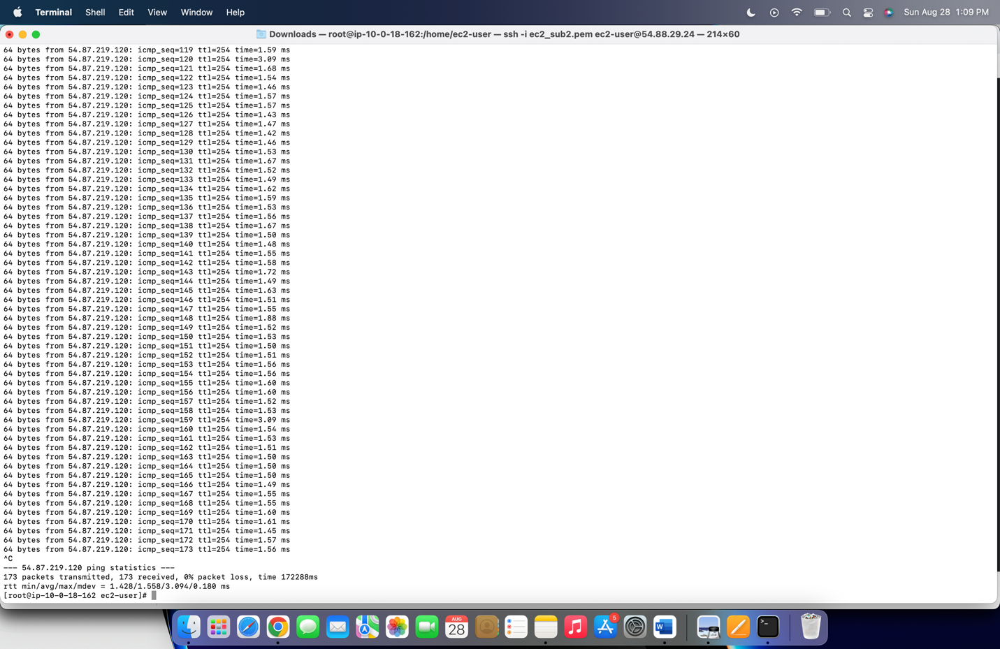 Terminal Shell Edit View Window Help Sun Aug 28 1:09 PM
Downloads — root@ip-10-0-18-162:/home/ec2-user — ssh -i ec2_sub2.pem ec2-user@54.88.29.24 — 214×60
64 bytes from 54.87.219.120: icmp_seq=119 ttl=254 time=1.59 ms
64 bytes from 54.87.219.120: icmp_seq=120 ttl=254 time=3.09 ms
64 bytes from 54.87.219.120: icmp_seq=121 ttl=254 time=1.68 ms
64 bytes from 54.87.219.120: icmp_seq=122 ttl=254 time=1.54 ms
64 bytes from 54.87.219.120: icmp_seq=123 ttl=254 time=1.46 ms
64 bytes from 54.87.219.120: icmp_seq=124 ttl=254 time=1.57 ms
64 bytes from 54.87.219.120: icmp_seq=125 ttl=254 time=1.57 ms
64 bytes from 54.87.219.120: icmp_seq=126 ttl=254 time=1.43 ms
64 bytes from 54.87.219.120: icmp_seq=127 ttl=254 time=1.47 ms
64 bytes from 54.87.219.120: icmp_seq=128 ttl=254 time=1.42 ms
64 bytes from 54.87.219.120: icmp_seq=129 ttl=254 time=1.46 ms
64 bytes from 54.87.219.120: icmp_seq=130 ttl=254 time=1.53 ms
64 bytes from 54.87.219.120: icmp_seq=131 ttl=254 time=1.67 ms
64 bytes from 54.87.219.120: icmp_seq=132 ttl=254 time=1.52 ms
64 bytes from 54.87.219.120: icmp_seq=133 ttl=254 time=1.49 ms
64 bytes from 54.87.219.120: icmp_seq=134 ttl=254 time=1.62 ms
64 bytes from 54.87.219.120: icmp_seq=135 ttl=254 time=1.59 ms
64 bytes from 54.87.219.120: icmp_seq=136 ttl=254 time=1.53 ms
64 bytes from 54.87.219.120: icmp_seq=137 ttl=254 time=1.56 ms
64 bytes from 54.87.219.120: icmp_seq=138 ttl=254 time=1.67 ms
64 bytes from 54.87.219.120: icmp_seq=139 ttl=254 time=1.50 ms
64 bytes from 54.87.219.120: icmp_seq=140 ttl=254 time=1.48 ms
64 bytes from 54.87.219.120: icmp_seq=141 ttl=254 time=1.55 ms
64 bytes from 54.87.219.120: icmp_seq=142 ttl=254 time=1.58 ms
64 bytes from 54.87.219.120: icmp_seq=143 ttl=254 time=1.72 ms
64 bytes from 54.87.219.120: icmp_seq=144 ttl=254 time=1.49 ms
64 bytes from 54.87.219.120: icmp_seq=145 ttl=254 time=1.63 ms
64 bytes from 54.87.219.120: icmp_seq=146 ttl=254 time=1.51 ms
64 bytes from 54.87.219.120: icmp_seq=147 ttl=254 time=1.55 ms
64 bytes from 54.87.219.120: icmp_seq=148 ttl=254 time=1.88 ms
64 bytes from 54.87.219.120: icmp_seq=149 ttl=254 time=1.52 ms
64 bytes from 54.87.219.120: icmp_seq=150 ttl=254 time=1.53 ms
64 bytes from 54.87.219.120: icmp_seq=151 ttl=254 time=1.50 ms
64 bytes from 54.87.219.120: icmp_seq=152 ttl=254 time=1.51 ms
64 bytes from 54.87.219.120: icmp_seq=153 ttl=254 time=1.56 ms
64 bytes from 54.87.219.120: icmp_seq=154 ttl=254 time=1.56 ms
64 bytes from 54.87.219.120: icmp_seq=155 ttl=254 time=1.60 ms
64 bytes from 54.87.219.120: icmp_seq=156 ttl=254 time=1.60 ms
64 bytes from 54.87.219.120: icmp_seq=157 ttl=254 time=1.52 ms
64 bytes from 54.87.219.120: icmp_seq=158 ttl=254 time=1.53 ms
64 bytes from 54.87.219.120: icmp_seq=159 ttl=254 time=3.09 ms
64 bytes from 54.87.219.120: icmp_seq=160 ttl=254 time=1.54 ms
64 bytes from 54.87.219.120: icmp_seq=161 ttl=254 time=1.53 ms
64 bytes from 54.87.219.120: icmp_seq=162 ttl=254 time=1.51 ms
64 bytes from 54.87.219.120: icmp_seq=163 ttl=254 time=1.50 ms
64 bytes from 54.87.219.120: icmp_seq=164 ttl=254 time=1.50 ms
64 bytes from 54.87.219.120: icmp_seq=165 ttl=254 time=1.50 ms
64 bytes from 54.87.219.120: icmp_seq=166 ttl=254 time=1.49 ms
64 bytes from 54.87.219.120: icmp_seq=167 ttl=254 time=1.55 ms
64 bytes from 54.87.219.120: icmp_seq=168 ttl=254 time=1.55 ms
64 bytes from 54.87.219.120: icmp_seq=169 ttl=254 time=1.60 ms
64 bytes from 54.87.219.120: icmp_seq=170 ttl=254 time=1.61 ms
64 bytes from 54.87.219.120: icmp_seq=171 ttl=254 time=1.45 ms
64 bytes from 54.87.219.120: icmp_seq=172 ttl=254 time=1.57 ms
64 bytes from 54.87.219.120: icmp_seq=173 ttl=254 time=1.56 ms
^C
--- 54.87.219.120 ping statistics ---
173 packets transmitted, 173 received, 0% packet loss, time 172288ms
rtt min/avg/max/mdev = 1.428/1.558/3.094/0.180 ms
[root@ip-10-0-18-162 ec2-user]#
AUG
28
5
W
>_